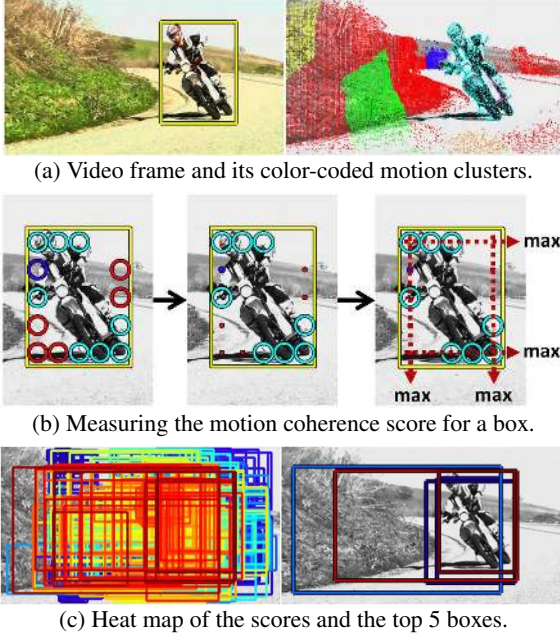 (a) Video frame and its color-coded motion clusters.
max
max
max
max
(b) Measuring the motion coherence score for a box.
(c) Heat map of the scores and the top 5 boxes.